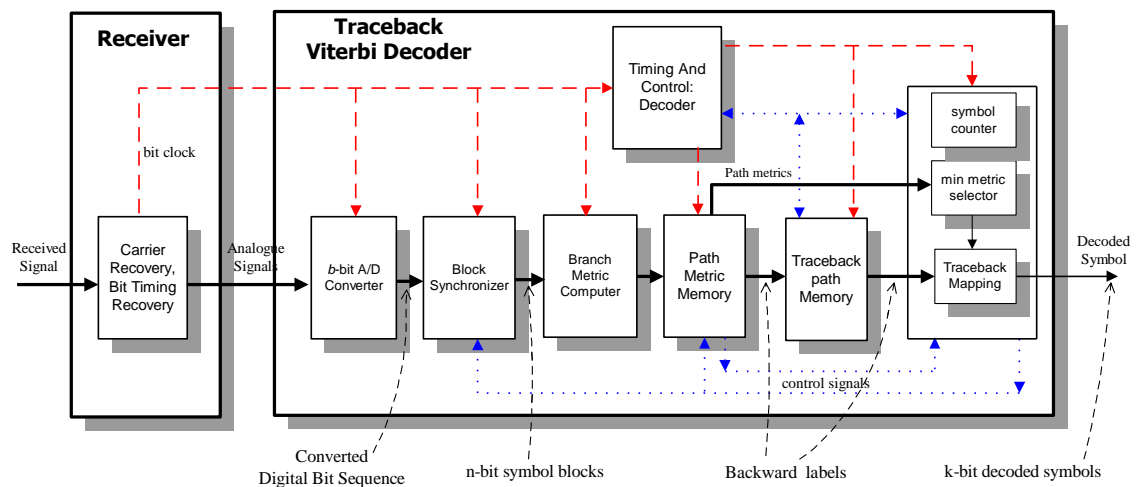 Receiver
Traceback
Viterbi Decoder
Timing And
Control:
Decoder
symbol
counter
bit clock
Path metrics
min metric
selector
Received
Signal
Carrier
Recovery,
Bit Timing
Recovery
Analogue
Signals
b-bit A/D
Converter
Block
Synchronizer
Branch
Metric
Computer
Path
Metric
Memory
Traceback
path
Memory
Traceback
Mapping
Decoded
Symbol
control signals
Converted
Digital Bit Sequence
n-bit symbol blocks
Backward labels
k-bit decoded symbols